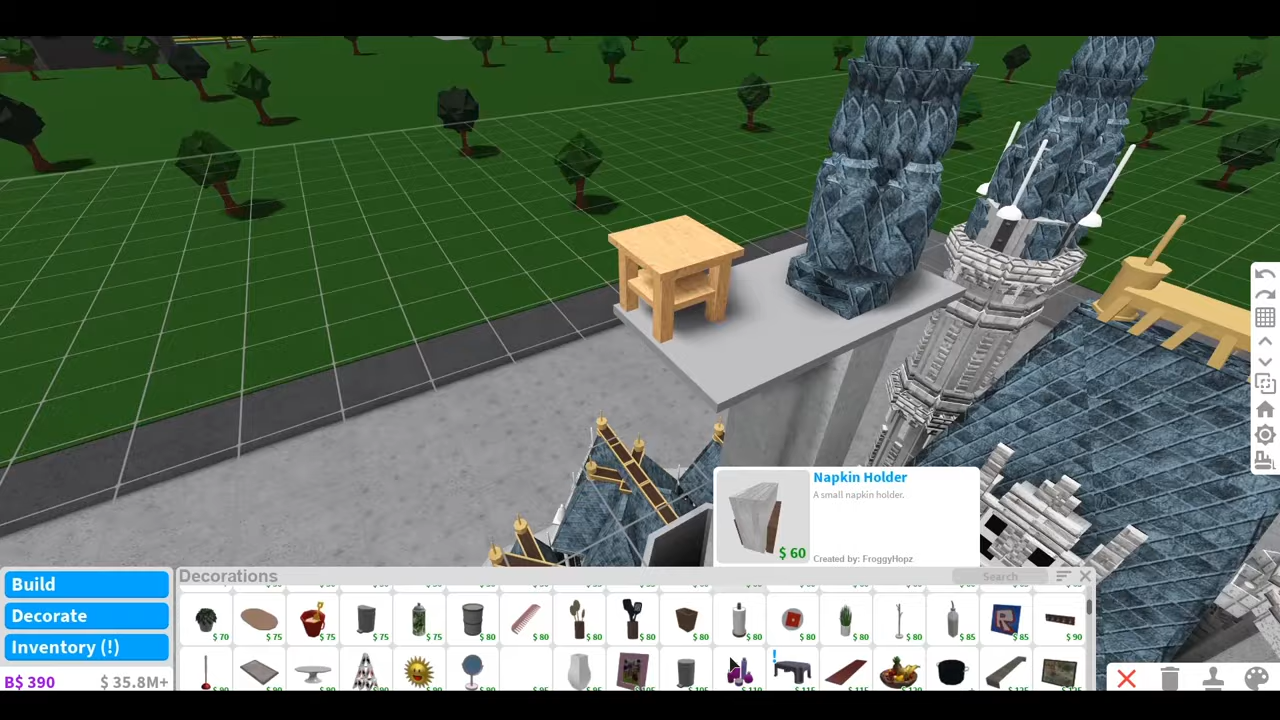 Napkin Holder
A small napkin holder.
$ 60
Created by: FroggyHopz
Build
Decorate
Inventory (!)
B$ 390
$ 35.8M+
Decorations
Search
$ 70
$ 75
$ 75
$ 75
$ 75
$ 80
$ 80
$ 80
$ 80
$ 80
$ 80
$ 80
$ 80
$ 80
$ 85
$ 85
$ 90